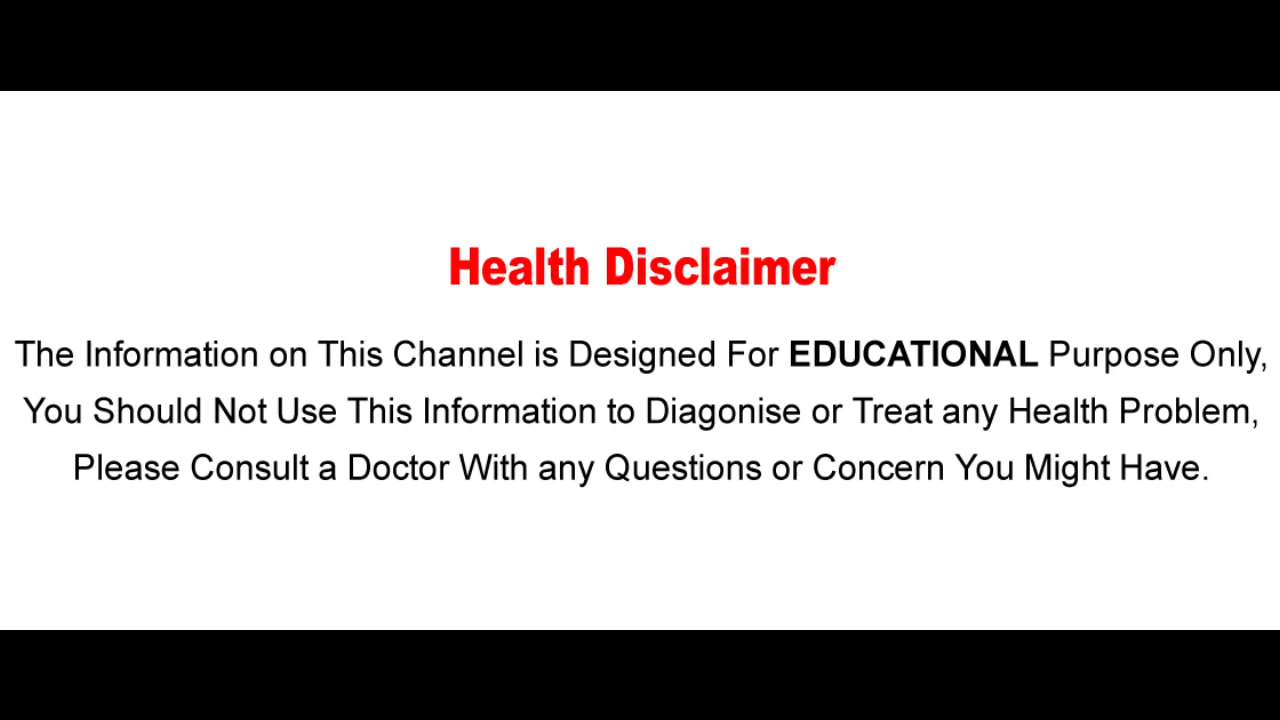 Health Disclaimer
The Information on This Channel is Designed For EDUCATIONAL Purpose Only,
You Should Not Use This Information to Diagonise or Treat any Health Problem,
Please Consult a Doctor With any Questions or Concern You Might Have.